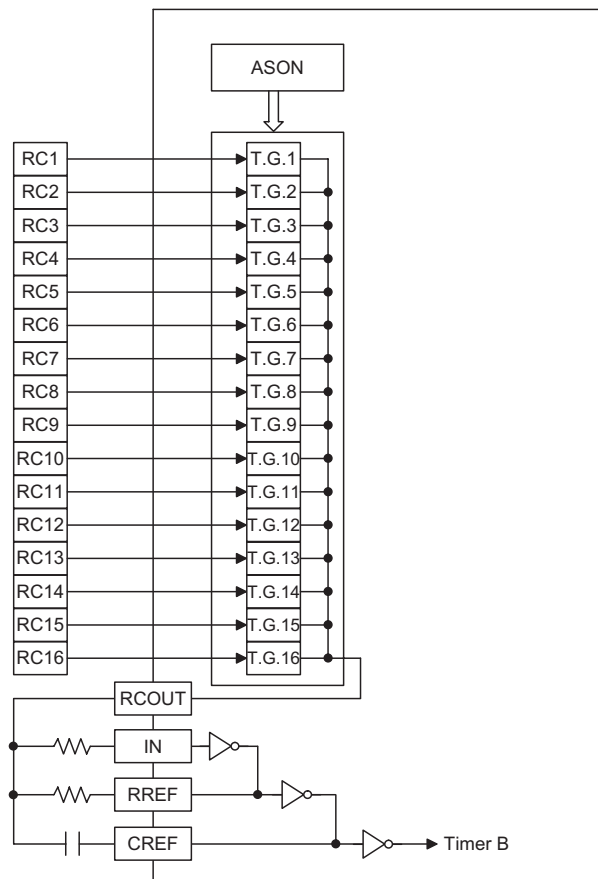 ASON
RC1 T.G.1
RC2 T.G.2
RC3 T.G.3
RC4 T.G.4
RC5 T.G.5
RC6 T.G.6
RC7 T.G.7
RC8 T.G.8
RC9 T.G.9
RC10 T.G.10
RC11 T.G.11
RC12 T.G.12
RC13 T.G.13
RC14 T.G.14
RC15 T.G.15
RC16 T.G.16
RCOUT
IN
RREF
CREF Timer B